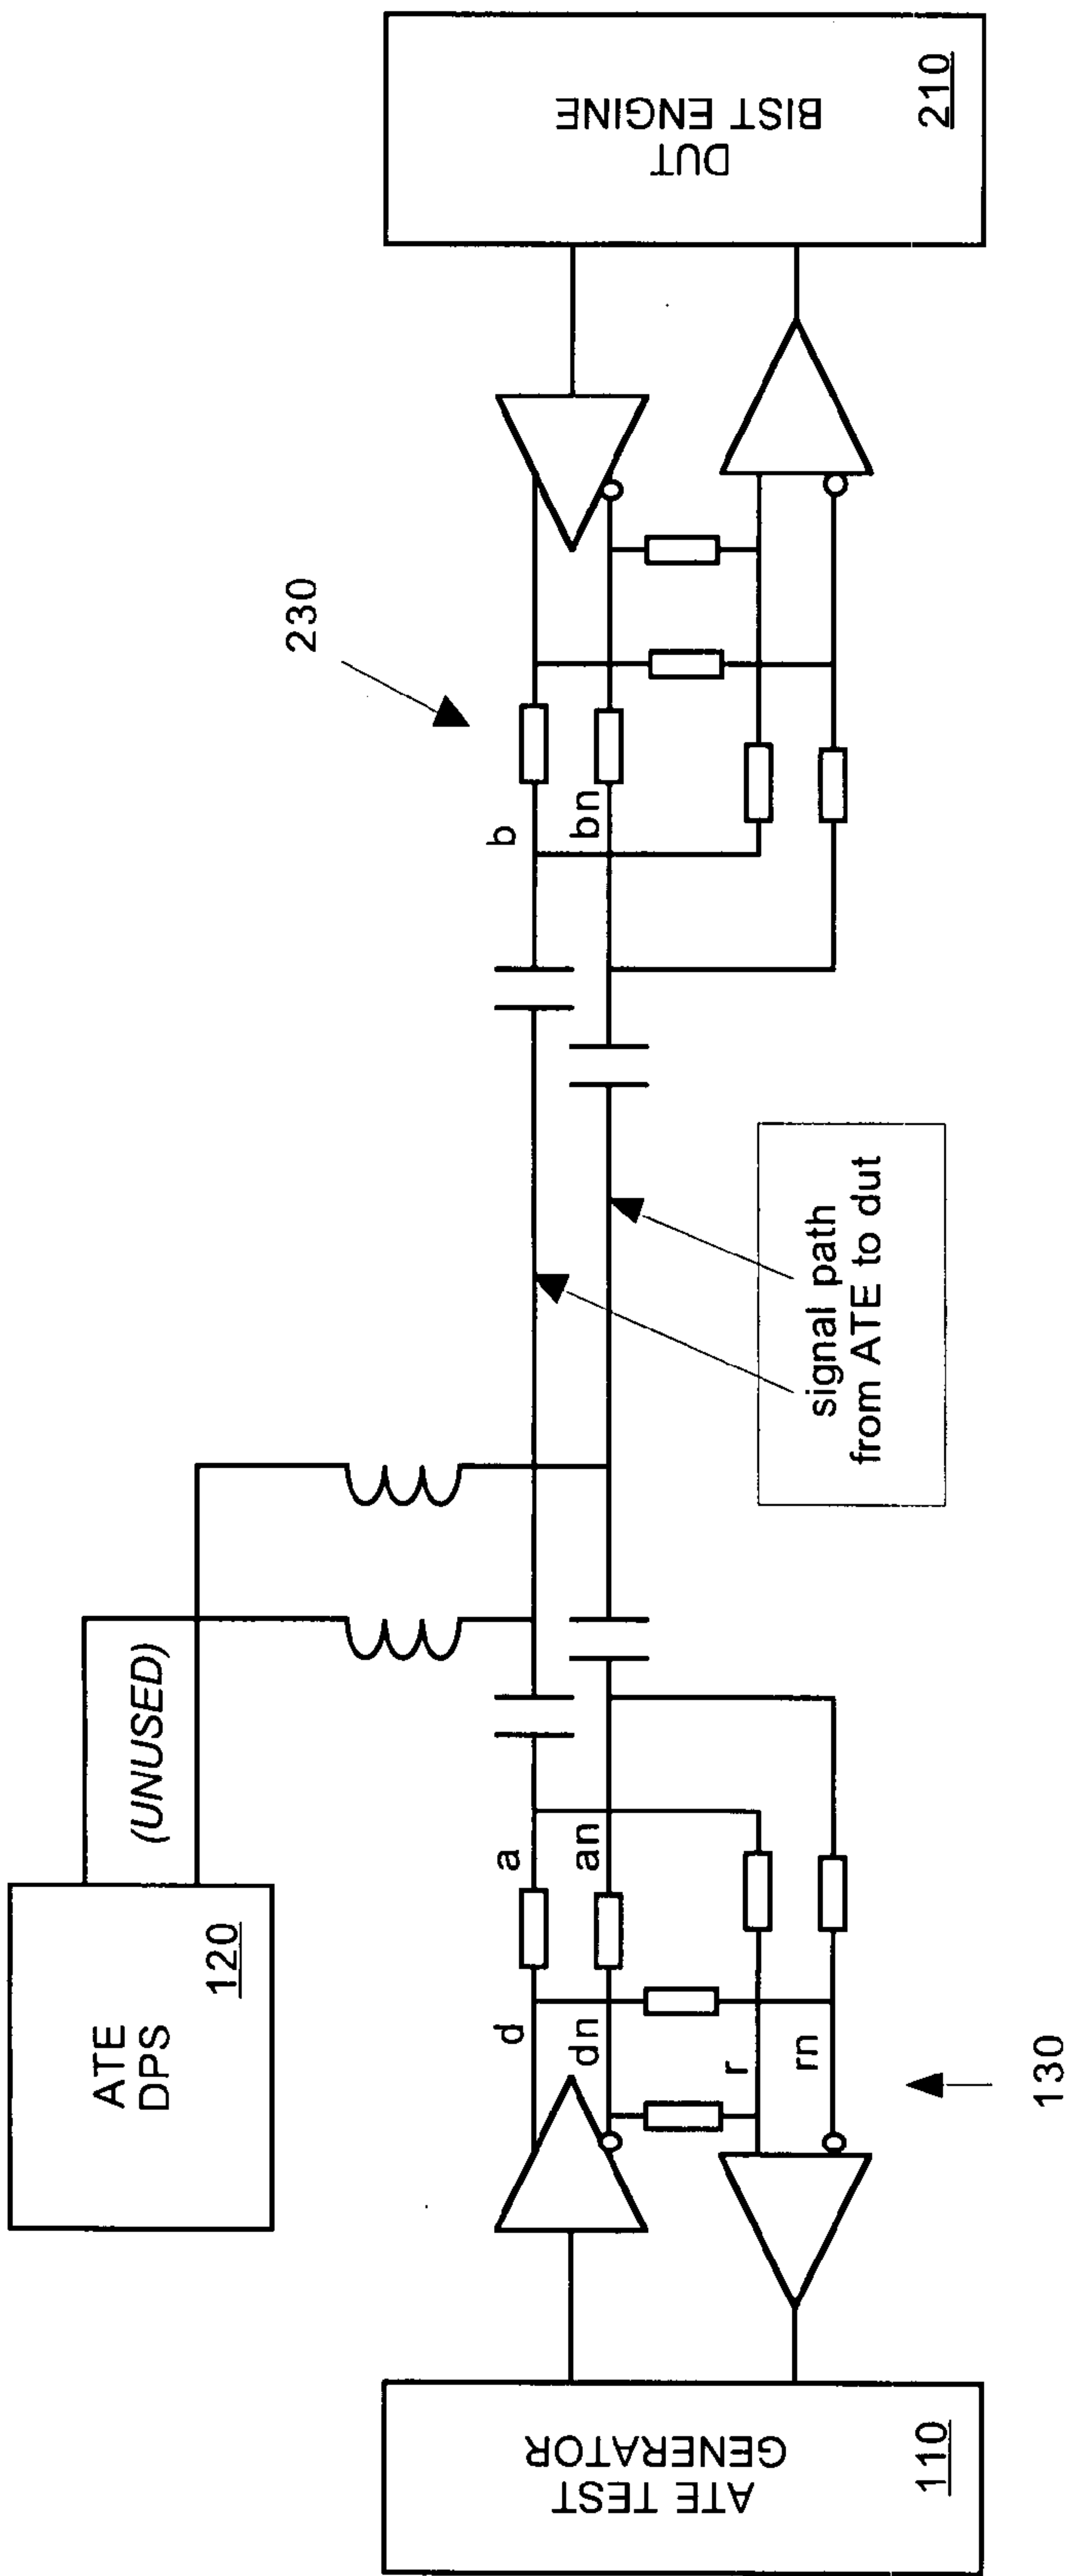 ATE
DPS
120
(UNUSED)
ATE TEST
GENERATOR
110
d
a
dn
an
r
rn
130
signal path
from ATE to dut
b
bn
230
DUT
BIST ENGINE
210